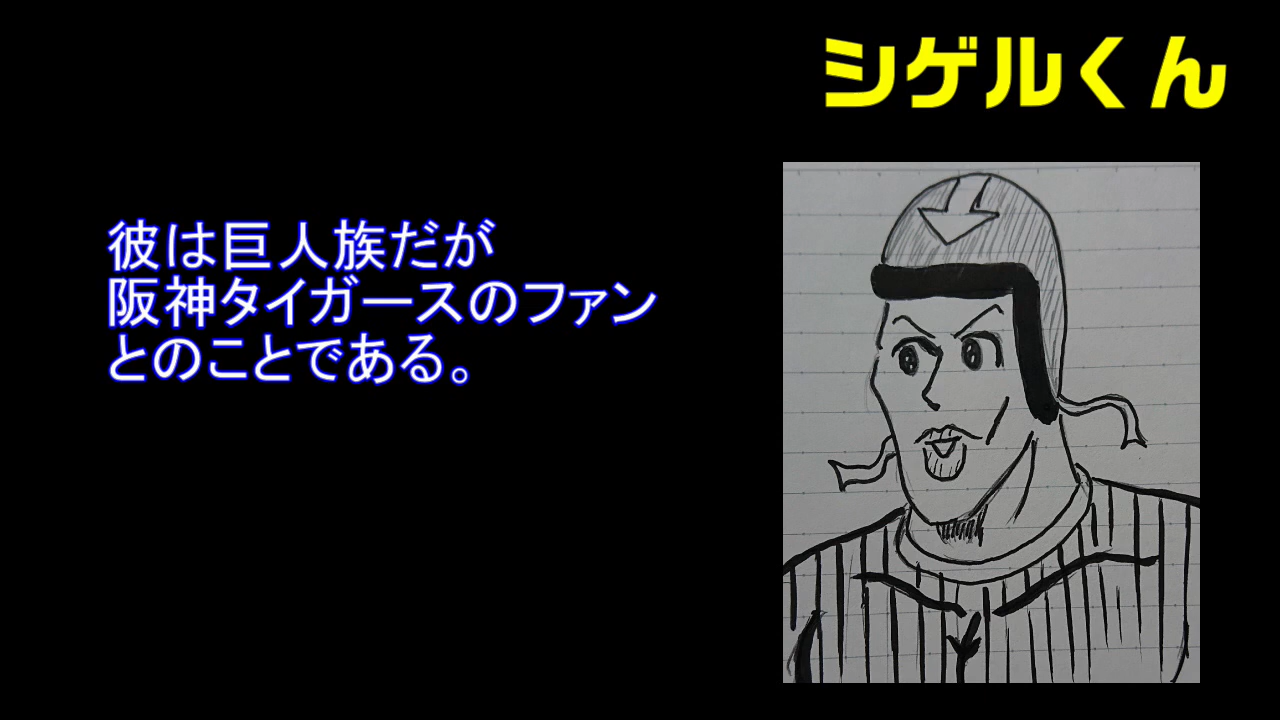 シゲルくん
彼は巨人族だが
阪神タイガースのファン
とのことである。